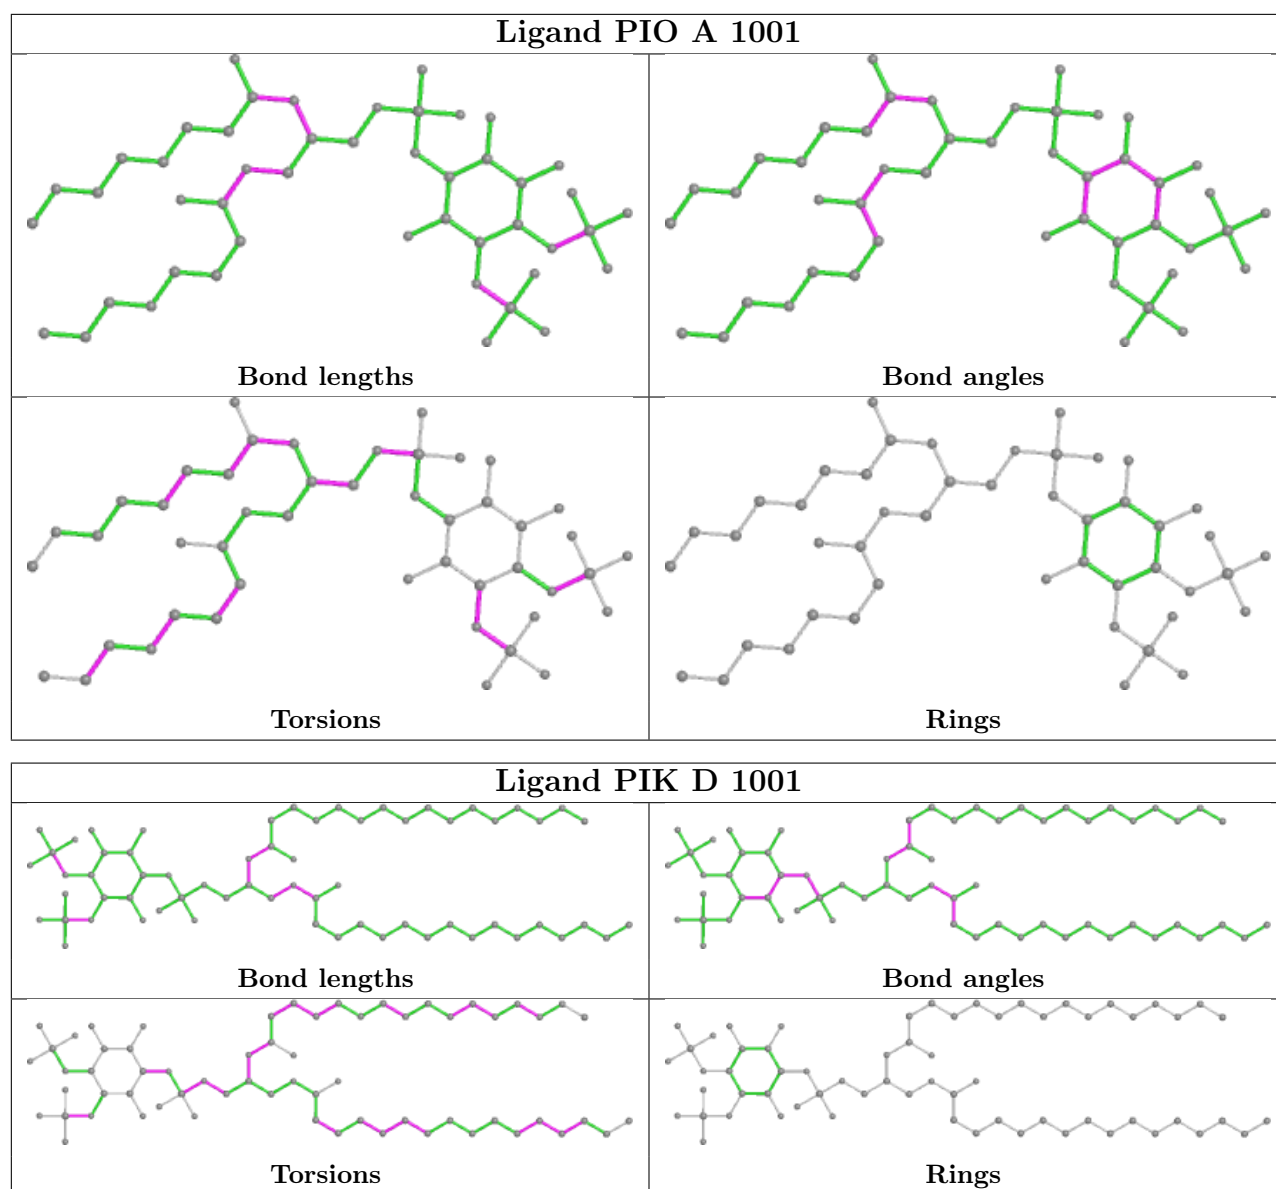 Ligand PIO A 1001
Bond lengths
Bond angles
Torsions
Rings
Ligand PIK D 1001
Bond lengths
Bond angles
Torsions
Rings